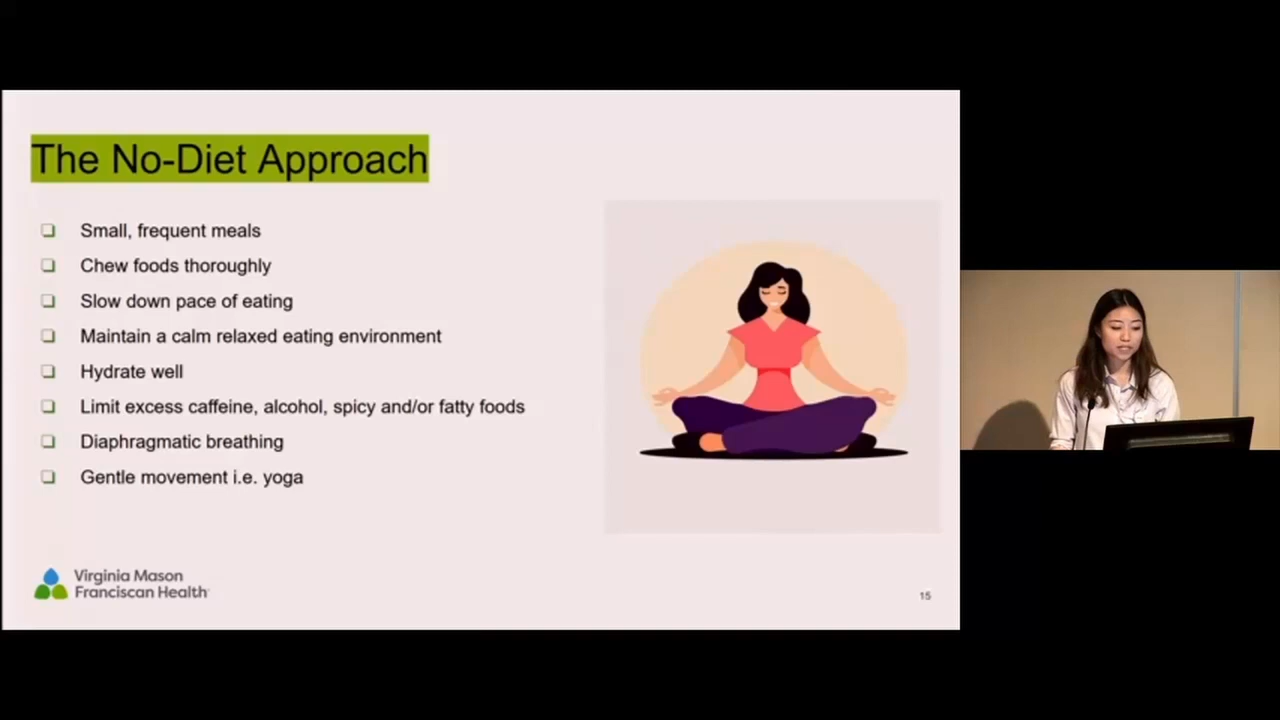 The No-Diet Approach
Small, frequent meals
Chew foods thoroughly
Slow down pace of eating
Maintain a calm relaxed eating environment
Hydrate well
Limit excess caffeine, alcohol, spicy and/or fatty foods
Diaphragmatic breathing
Gentle movement i.e. yoga
Virginia Mason
Franciscan Health
15